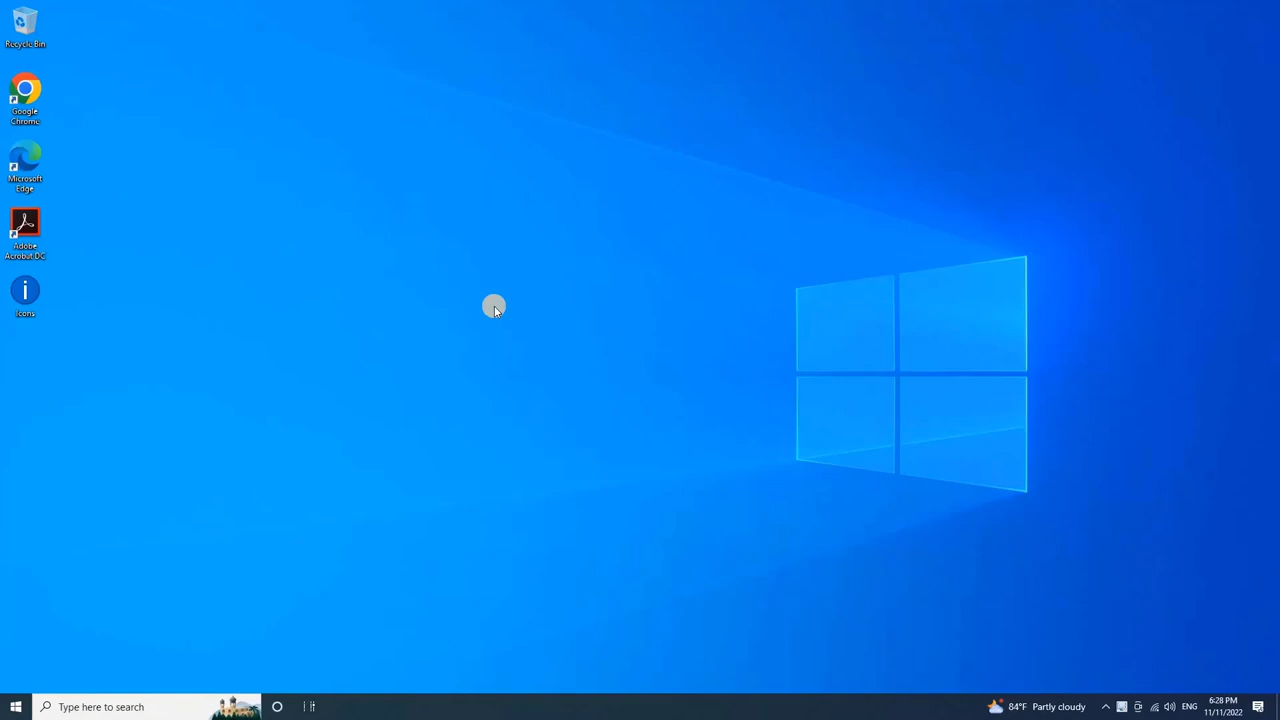 Recycle Bin
Google
Chrome
Microsoft
Edge
Adobe
Acrobat DC
Icons
Type here to search
84°F Partly cloudy
ENG
6:28 PM
11/11/2022